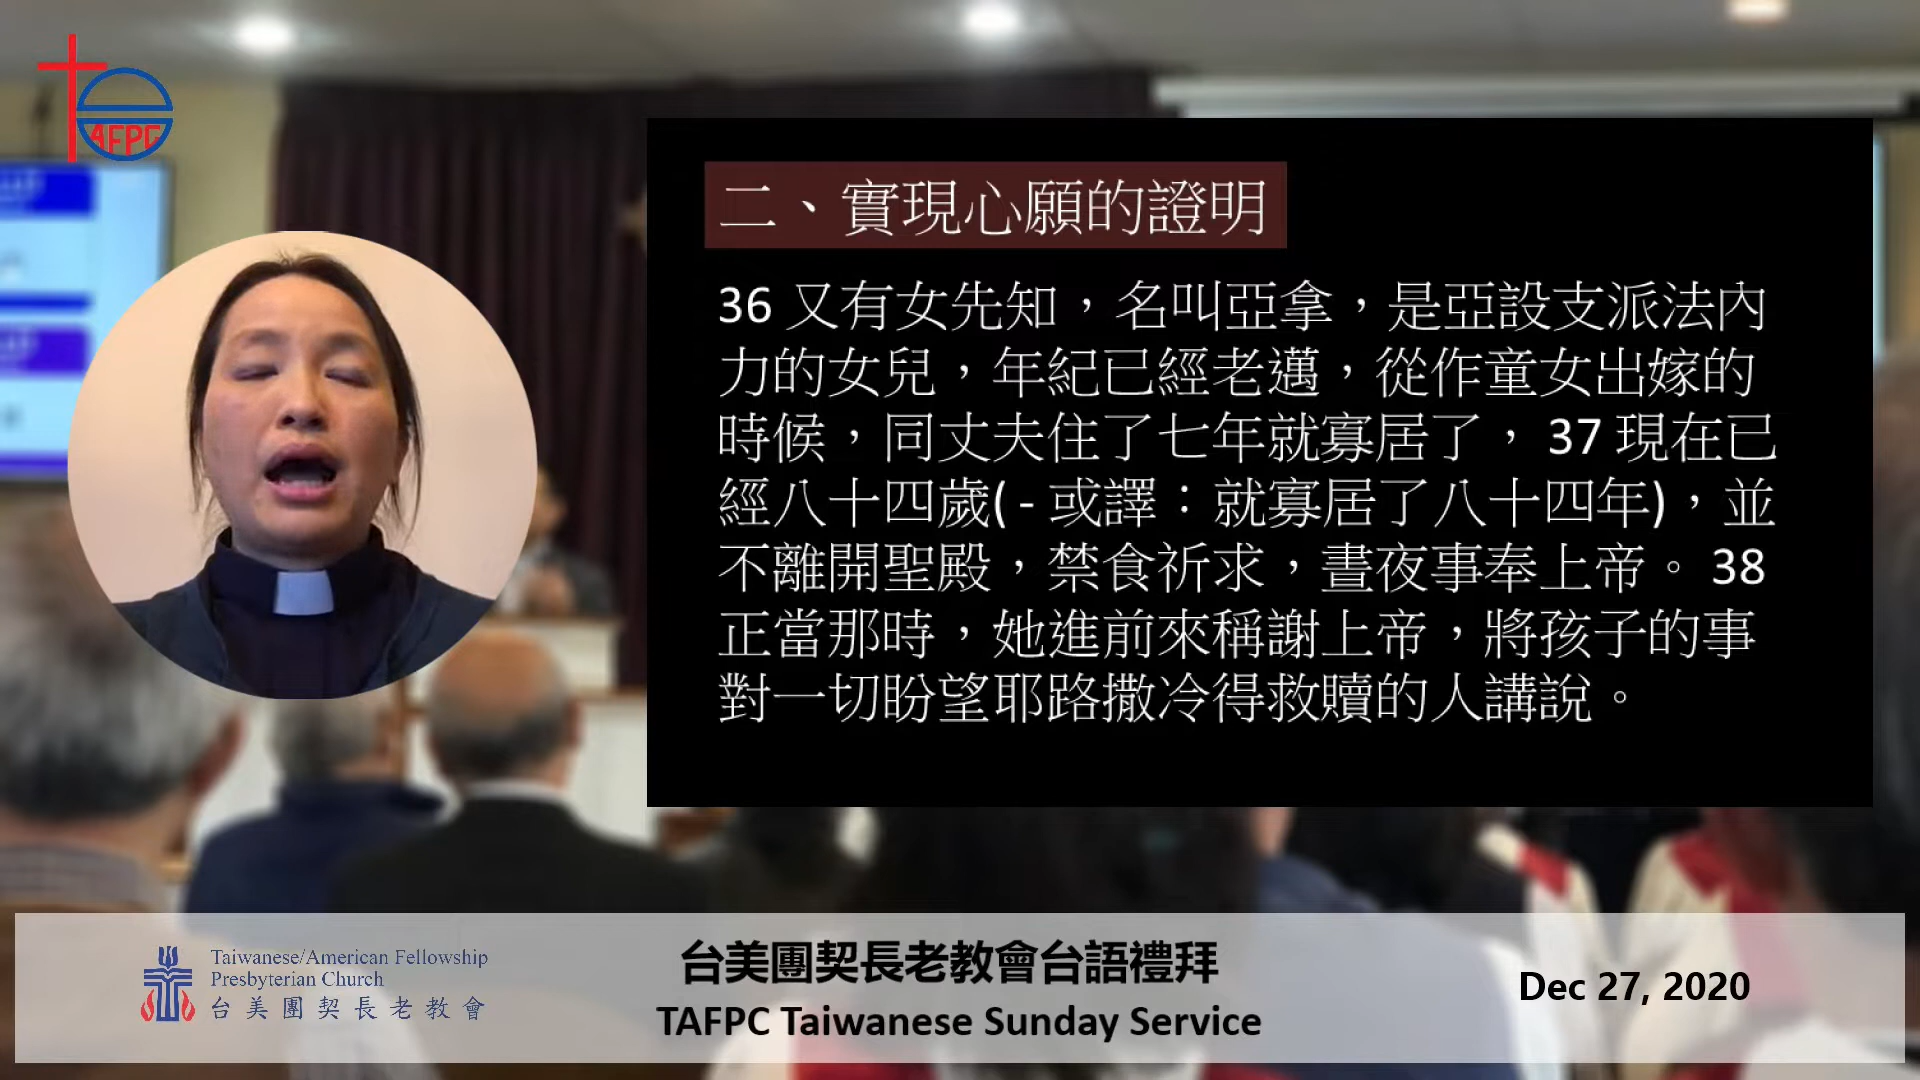 TAFPC
二、實現心願的證明
36 又有女先知，名叫亞拿，是亞設支派法內
力的女兒，年紀已經老邁，從作童女出嫁的
時候，同丈夫住了七年就寡居了， 37 現在已
經八十四歲( - 或譯：就寡居了八十四年)，並
不離開聖殿，禁食祈求，晝夜事奉上帝。 38
正當那時，她進前來稱謝上帝，將孩子的事
對一切盼望耶路撒冷得救贖的人講說。
Taiwanese/American Fellowship
Presbyterian Church
台美團契長老教會
台美團契長老教會台語禮拜
TAFPC Taiwanese Sunday Service
Dec 27, 2020